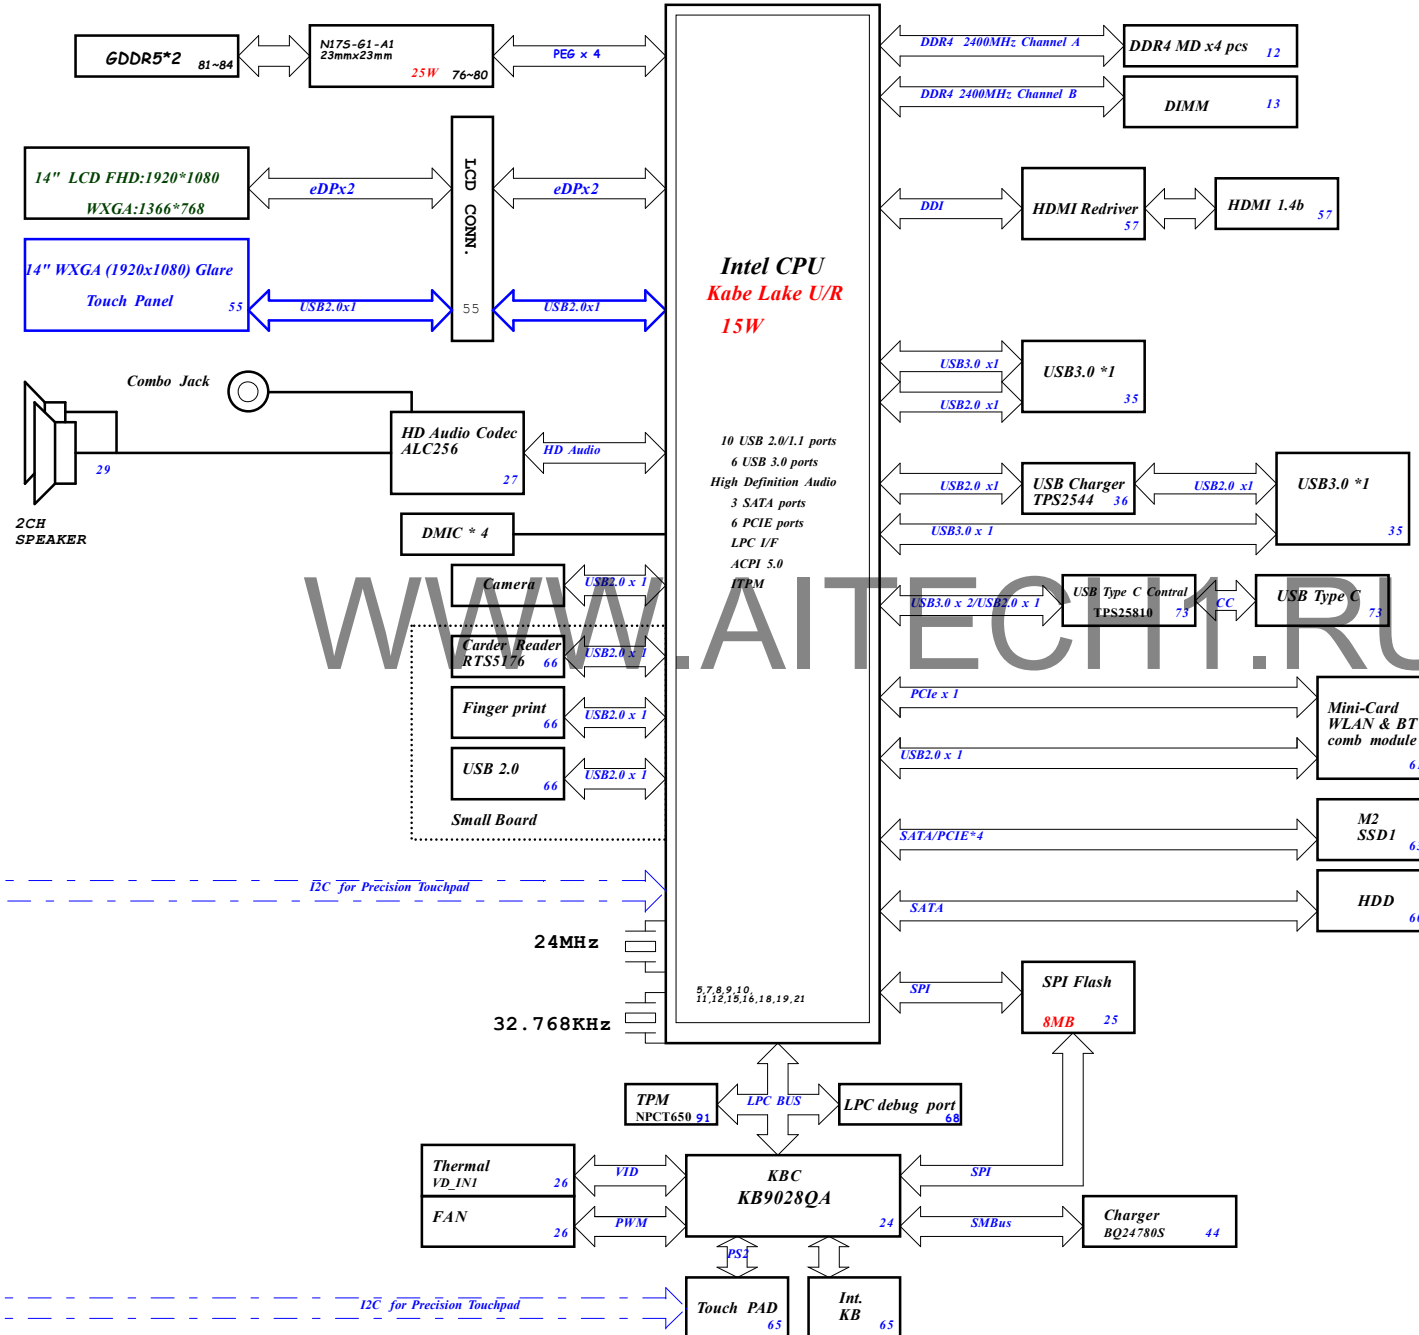 GDDR5*2
81~84
N17S-G1-A1
23mmx23mm
25W 76~80
PEG x 4
DDR4 2400MHz Channel A
DDR4 MD x4 pcs
12
DDR4 2400MHz Channel B
DIMM 13
14" LCD FHD:1920*1080
WXGA:1366*768
eDPx2
LCD CONN.
55
eDPx2
14" WXGA (1920x1080) Glare
Touch Panel
55
USB2.0x1
USB2.0x1
Intel CPU
Kabe Lake U/R
15W
DDI
HDMI Redriver
57
HDMI 1.4b
57
USB3.0 x1
USB2.0 x1
USB3.0 *1
35
Combo Jack
HD Audio Codec
ALC256
27
HD Audio
29
2CH
SPEAKER
DMIC * 4
10 USB 2.0/1.1 ports
6 USB 3.0 ports
High Definition Audio
3 SATA ports
6 PCIE ports
LPC I/F
ACPI 5.0
ITPM
USB2.0 x1
USB Charger
TPS2544 36
USB2.0 x1
USB3.0 *1
35
USB3.0 x 1
Camera
USB2.0 x 1
USB3.0 x 2/USB2.0 x 1
USB Type C Contral
TPS25810 73
CC
USB Type C
73
WWW.AITECH1.RU
Carder Reader
RTS5176 66
USB2.0 x 1
Finger print
66
USB2.0 x 1
USB 2.0
66
USB2.0 x 1
Small Board
PCIe x 1
USB2.0 x 1
Mini-Card
WLAN & BT
comb module
SATA/PCIE*4
M2
SSD1
SATA
HDD
I2C for Precision Touchpad
24MHz
32.768KHz
5,7,8,9,10,
11,12,15,16,18,19,21
SPI
SPI Flash
8MB 25
TPM
NPCT650 91
LPC BUS
LPC debug port
68
Thermal
VD_IN1 26
VID
FAN
26
PWM
KBC
KB9028QA
24
SPI
SMBus
Charger
BQ24780S 44
PS2
I2C for Precision Touchpad
Touch PAD
65
Int.
KB
65